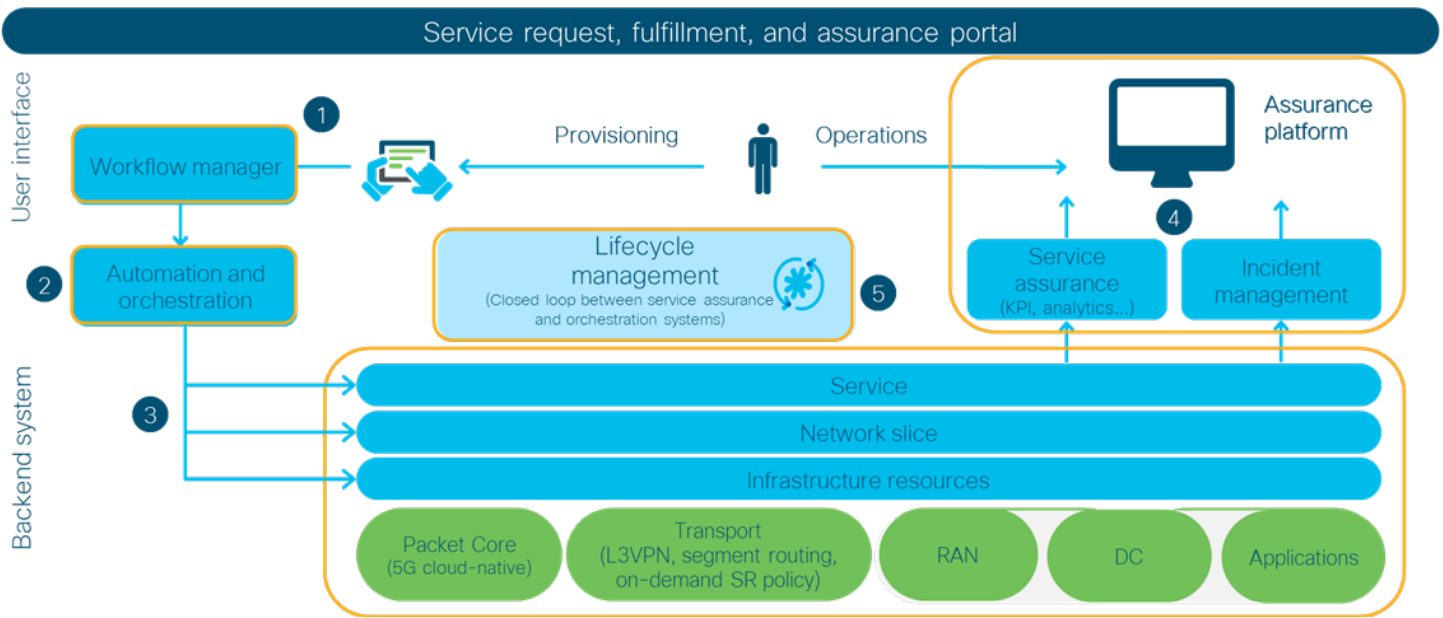 Service request, fulfillment, and assurance portal
User interface
1
Workflow manager
Provisioning
Operations
Assurance
platform
2
Automation and
orchestration
Lifecycle
management
(Closed loop between service assurance
and orchestration systems)
5
4
Service
assurance
(KPI, analytics...)
Incident
management
Backend system
3
Service
Network slice
Infrastructure resources
Packet Core
(5G cloud-native)
Transport
(L3VPN, segment routing,
on-demand SR policy)
RAN
DC
Applications